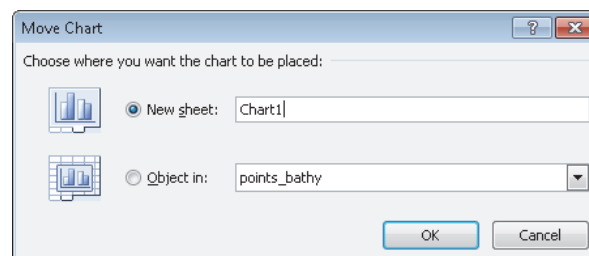 Move Chart
Choose where you want the chart to be placed:
New sheet: Chart1
Object in: points_bathy
OK Cancel